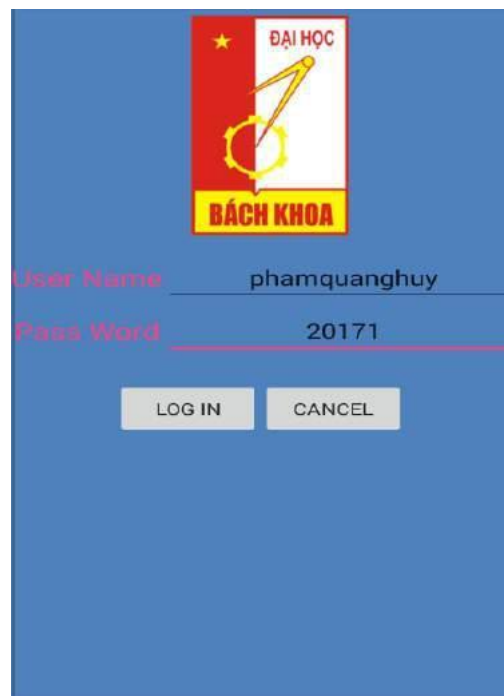 ĐẠI HỌC
BÁCH KHOA
User Name phamquanghuy
Pass Word 20171
LOG IN CANCEL